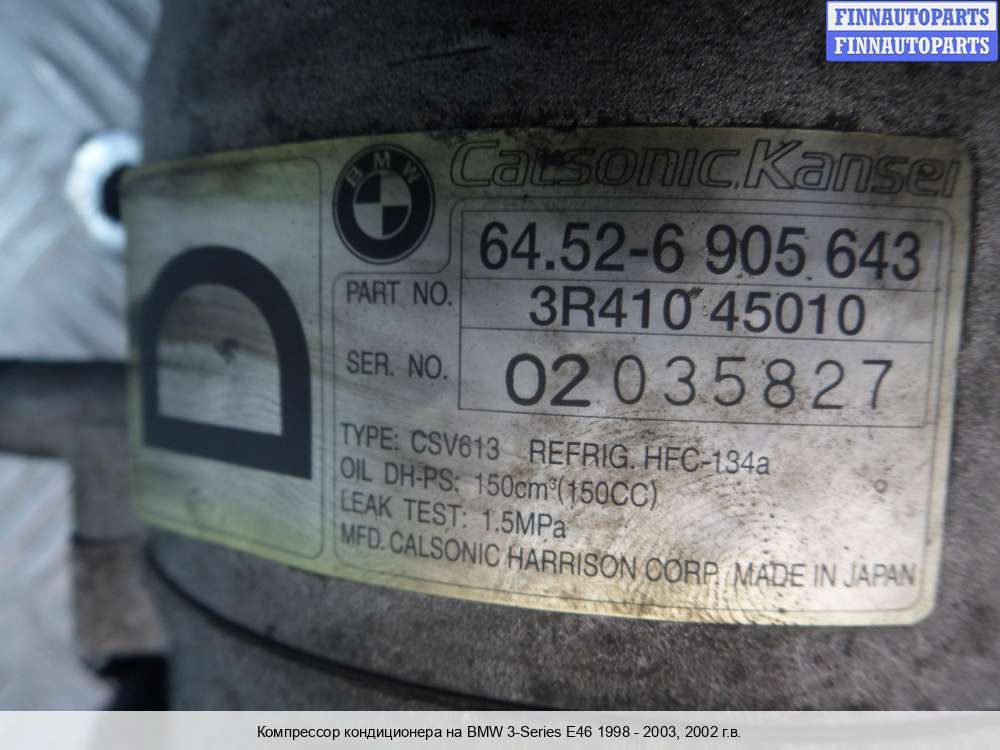 FINNAUTOPARTS
FINNAUTOPARTS
BMW
Calsonic Kansei
D
64.52-6 905 643
PART NO. 3R410 45010
SER. NO. 02 035827
TYPE: CSV613 REFRIG. HFC-134a
OIL DH-PS: 150cm³(150CC)
LEAK TEST: 1.5MPa
MFD. CALSONIC HARRISON CORP. MADE IN JAPAN
Компрессор кондиционера на BMW 3-Series E46 1998 - 2003, 2002 г.в.